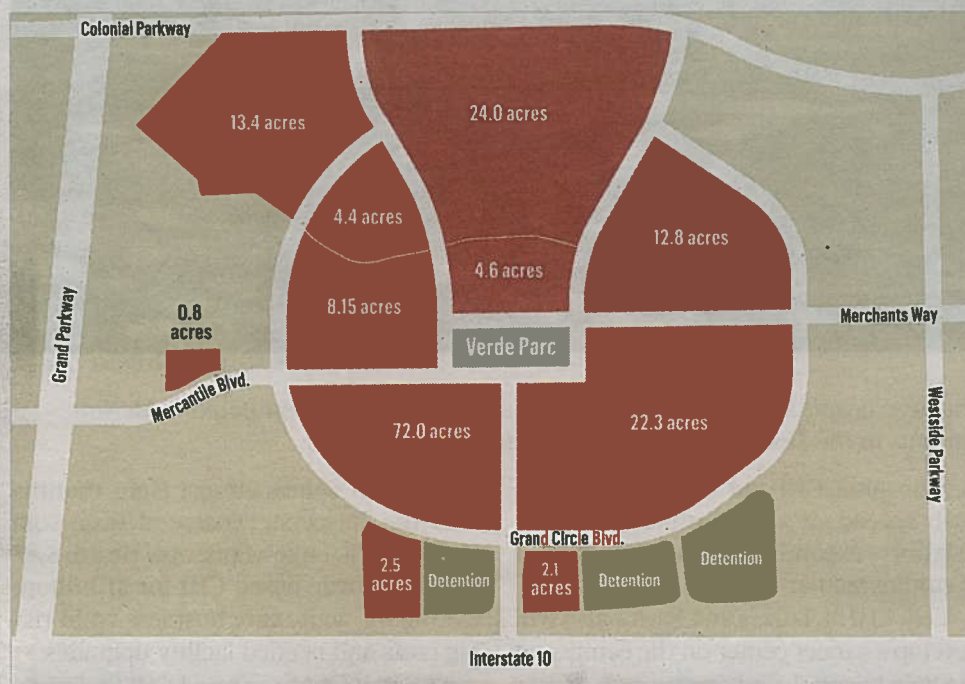 Colonial Parkway
13.4 acres
24.0 acres
4.4 acres
12.8 acres
4.6 acres
8.15 acres
0.8
acres
Merchants Way
Grand Parkway
Verde Parc
Mercantile Blvd.
Westside Parkway
72.0 acres
22.3 acres
Grand Circle Blvd.
2.5
acres
Detention
2.1
acres
Detention
Detention
Interstate 10